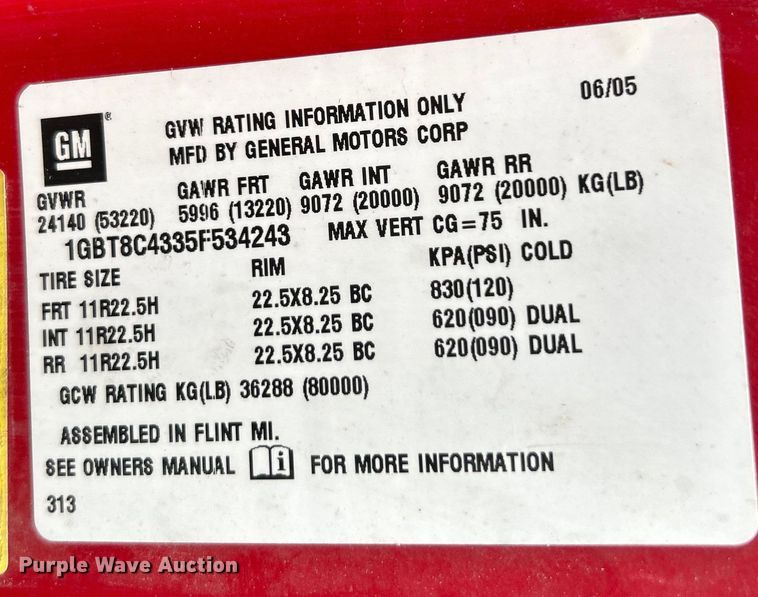 06/05
GM ®
GVW RATING INFORMATION ONLY
MFD BY GENERAL MOTORS CORP
GVWR GAWR FRT GAWR INT GAWR RR
24140 (53220) 5996 (13220) 9072 (20000) 9072 (20000) KG(LB)
1GBT8C4335F534243 MAX VERT CG=75 IN.
TIRE SIZE RIM KPA(PSI) COLD
FRT 11R22.5H 22.5X8.25 BC 830(120)
INT 11R22.5H 22.5X8.25 BC 620(090) DUAL
RR 11R22.5H 22.5X8.25 BC 620(090) DUAL
GCW RATING KG(LB) 36288 (80000)
ASSEMBLED IN FLINT MI.
SEE OWNERS MANUAL i FOR MORE INFORMATION
313
Purple Wave Auction